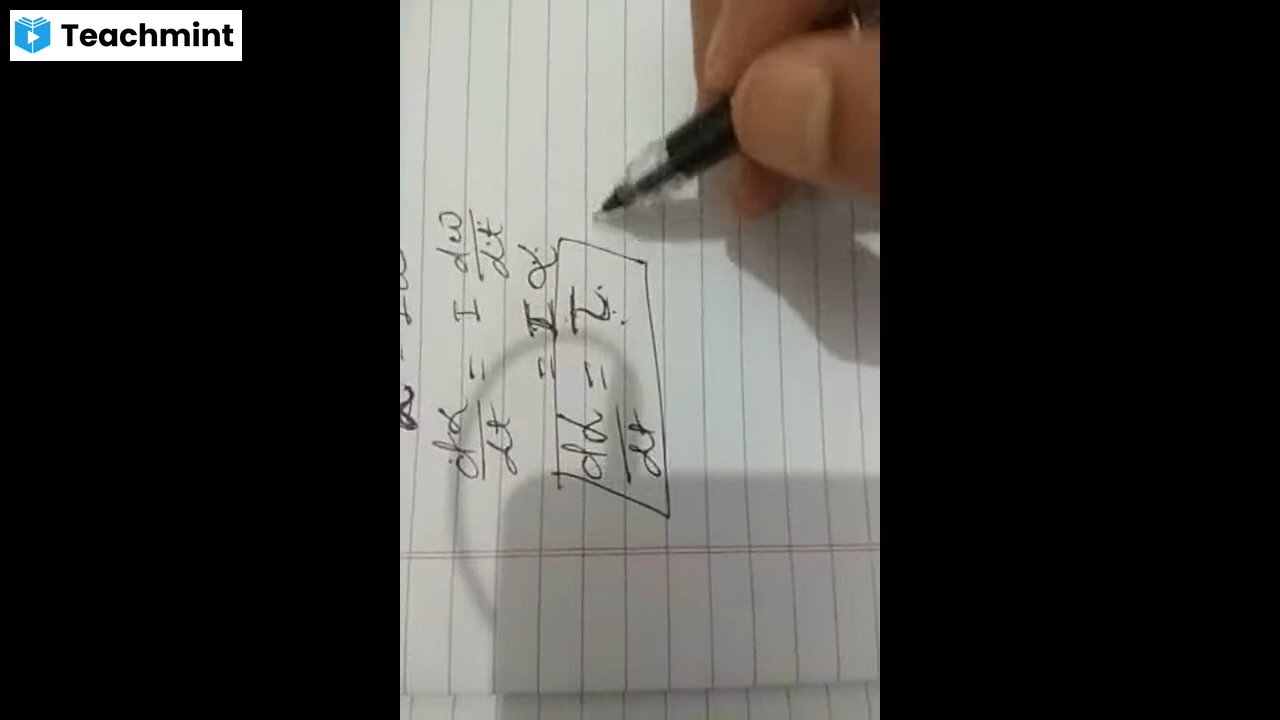 Teachmint
dL/dt = I dω/dt
= Iα
dL/dt = τ